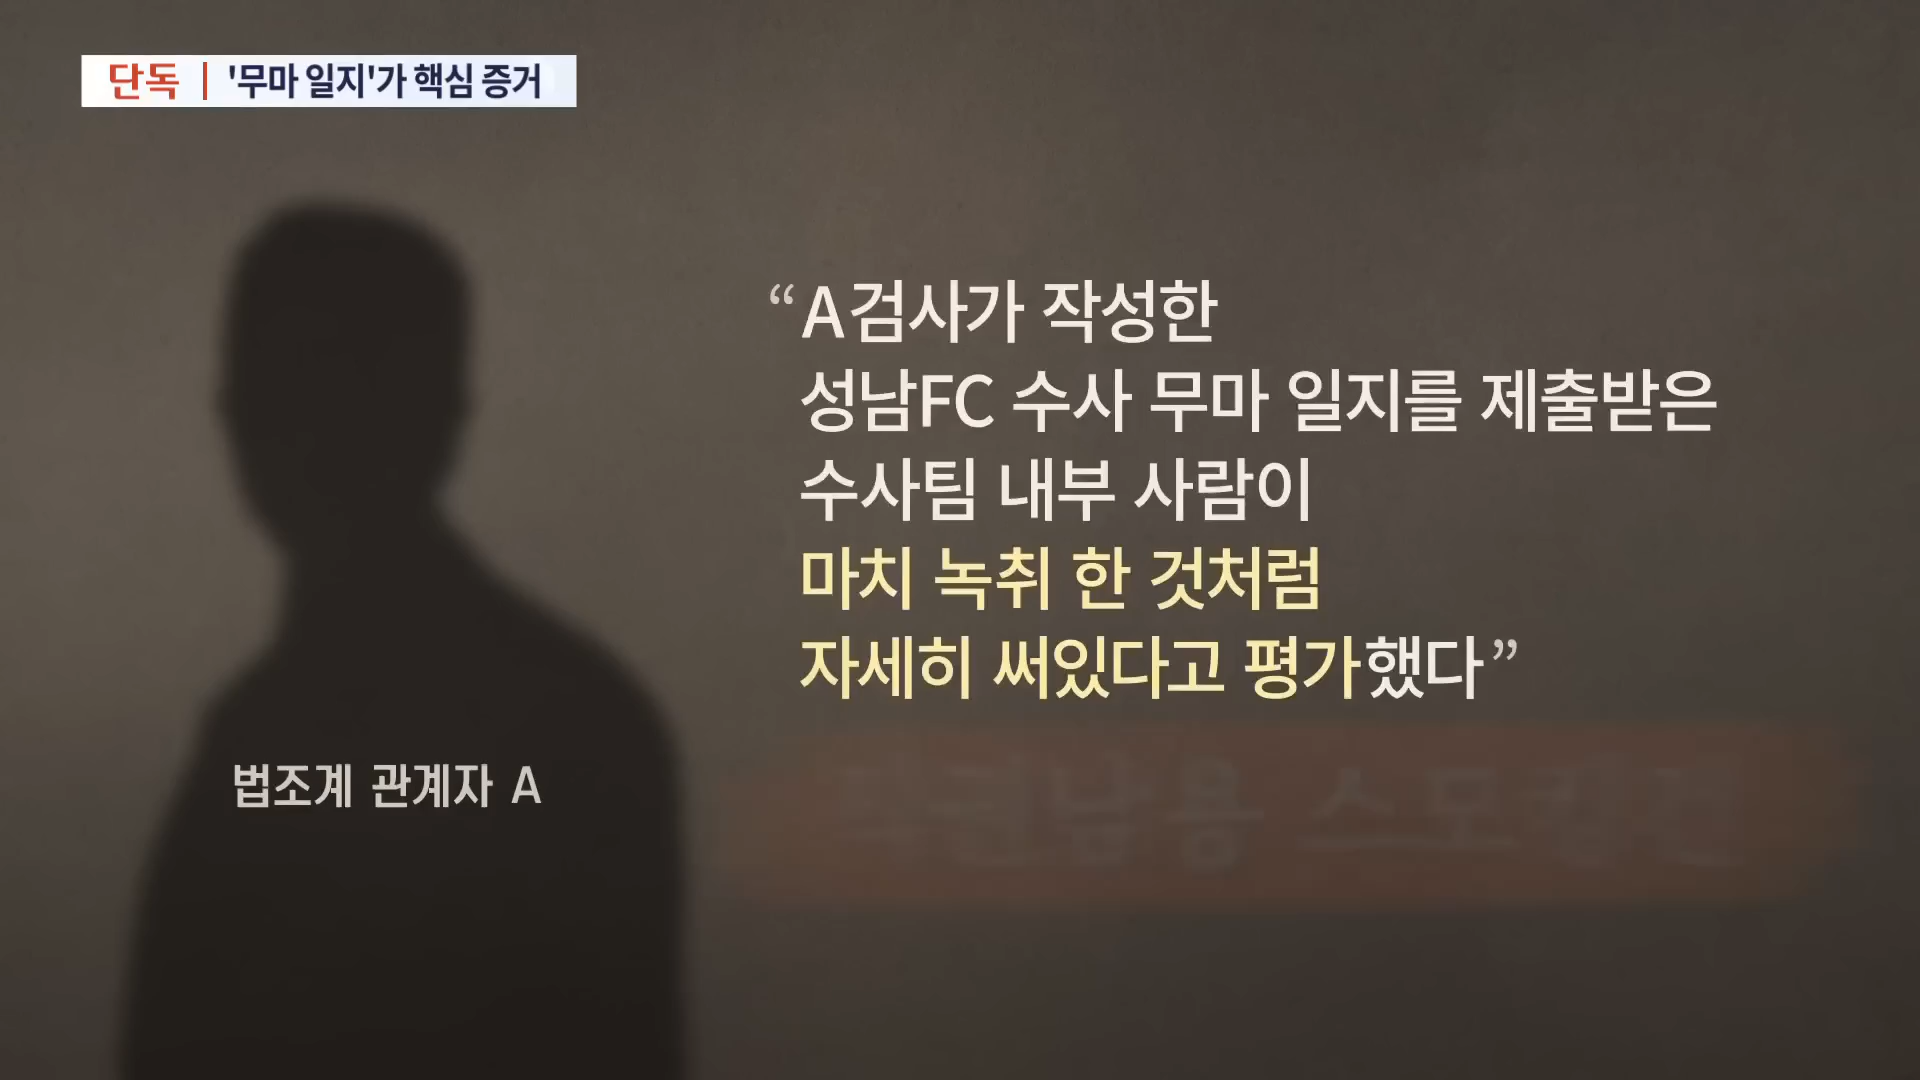 단독 | '무마 일지'가 핵심 증거
“A검사가 작성한
성남FC 수사 무마 일지를 제출받은
수사팀 내부 사람이
마치 녹취 한 것처럼
자세히 써있다고 평가했다”
법조계 관계자 A